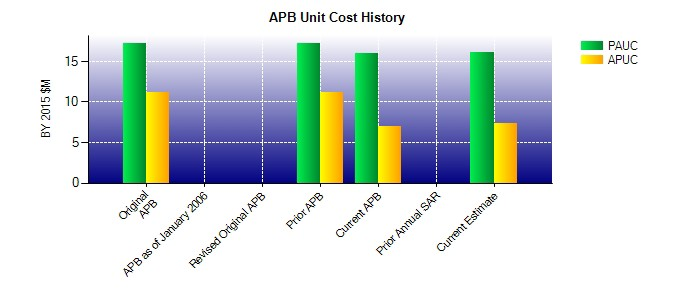 APB Unit Cost History
PAUC
APUC
BY 2015 $M
15
10
5
0
Original
APB
APB as of January 2006
Revised Original APB
Prior APB
Current APB
Prior Annual SAR
Current Estimate